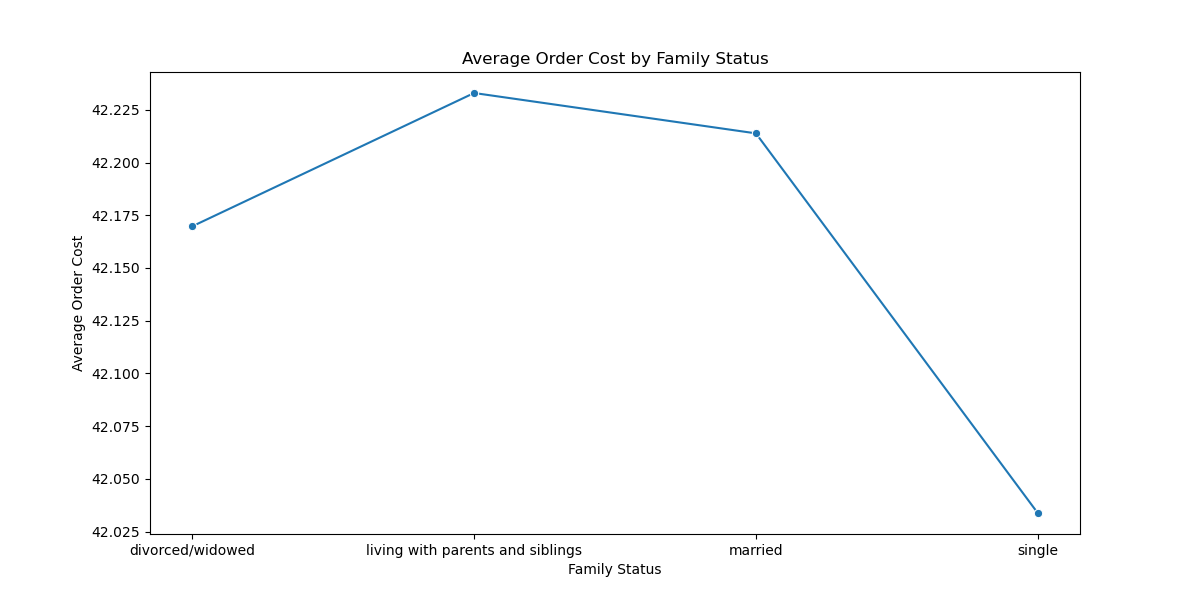 Average Order Cost by Family Status
42.225
42.200
42.175
42.150
42.125
42.100
42.075
42.050
42.025
Average Order Cost
divorced/widowed
living with parents and siblings
married
single
Family Status